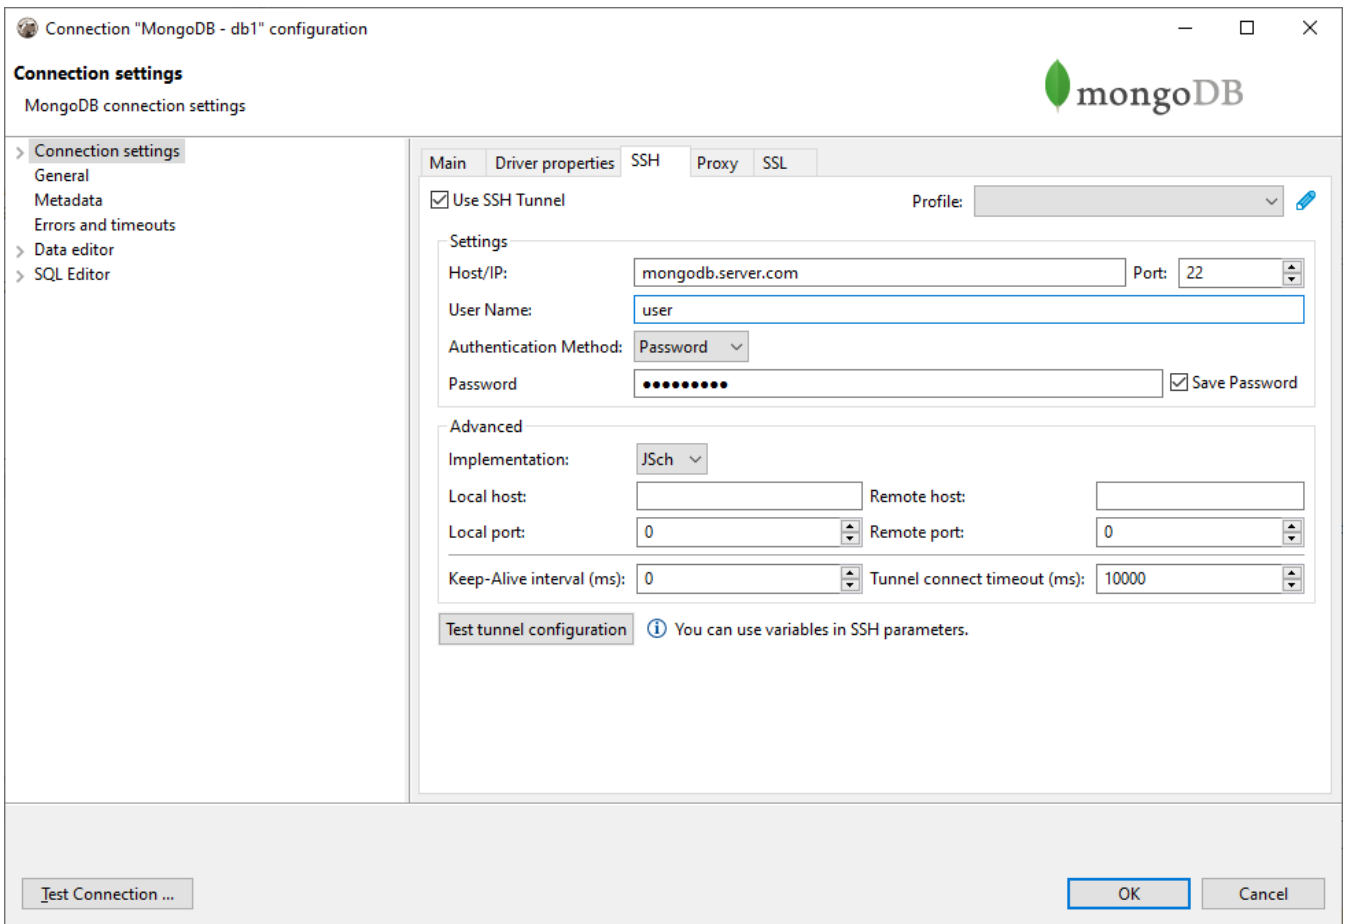 Connection "MongoDB - db1" configuration
Connection settings
MongoDB connection settings
mongoDB
Connection settings
General
Metadata
Errors and timeouts
Data editor
SQL Editor
Main Driver properties SSH Proxy SSL
Use SSH Tunnel Profile:
Settings
Host/IP: mongodb.server.com Port: 22
User Name: user
Authentication Method: Password
Password ●●●●●●●●● Save Password
Advanced
Implementation: JSch
Local host: Remote host:
Local port: 0 Remote port: 0
Keep-Alive interval (ms): 0 Tunnel connect timeout (ms): 10000
Test tunnel configuration You can use variables in SSH parameters.
Test Connection ... OK Cancel